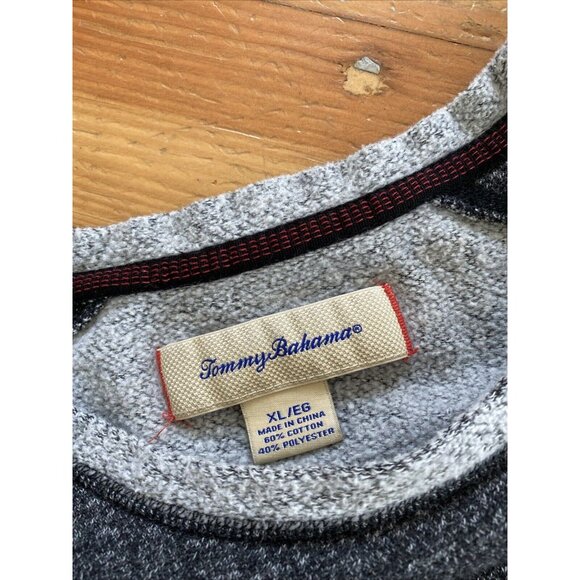 Tommy Bahama®
XL/EG
MADE IN CHINA
60% COTTON
40% POLYESTER